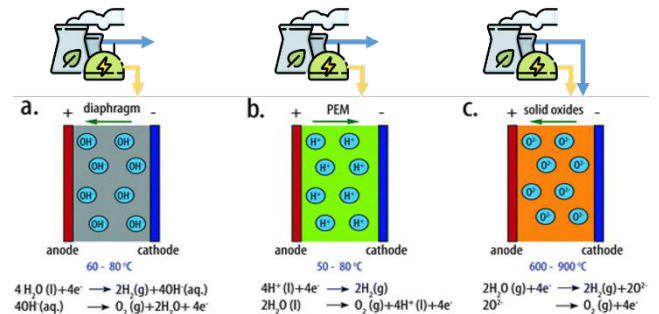 a.
+ diaphragm -
OH⁻ OH⁻
OH⁻ OH⁻
OH⁻ OH⁻
OH⁻ OH⁻
anode cathode
60 - 80 °C
4 H₂O (l)+4e⁻ → 2H₂(g)+4OH⁻(aq.)
4OH⁻(aq.) → O₂ (g)+2H₂O + 4e⁻
b.
+ PEM -
H⁺ H⁺
H⁺ H⁺
H⁺ H⁺
H⁺ H⁺
anode cathode
50 - 80 °C
4H⁺ (l)+4e⁻ → 2H₂(g)
2H₂O (l) → O₂ (g)+4H⁺ (l)+4e⁻
c.
+ solid oxides -
O²⁻ O²⁻
O²⁻ O²⁻
O²⁻ O²⁻
O²⁻ O²⁻
anode cathode
600 - 900 °C
2H₂O (g)+4e⁻ → 2H₂(g)+2O²⁻
2O²⁻ → O₂ (g)+4e⁻